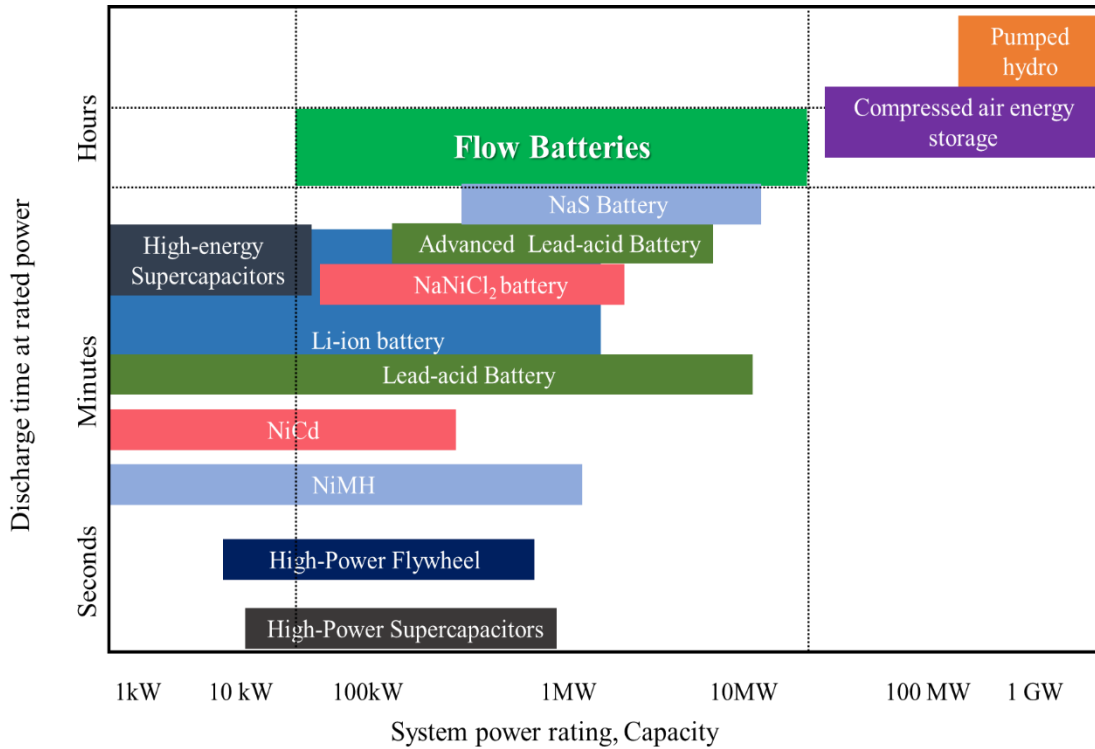 Pumped
hydro
Compressed air energy
storage
Flow Batteries
NaS Battery
High-energy
Supercapacitors
Advanced Lead-acid Battery
NaNiCl₂ battery
Li-ion battery
Lead-acid Battery
NiCd
NiMH
High-Power Flywheel
High-Power Supercapacitors
Discharge time at rated power
Hours
Minutes
Seconds
1kW 10 kW 100kW 1MW 10MW 100 MW 1 GW
System power rating, Capacity